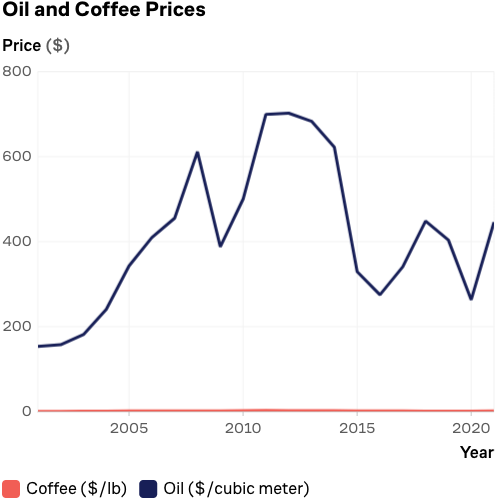 Oil and Coffee Prices
Price ($)
800
600
400
200
0
2005 2010 2015 2020
Year
Coffee ($/lb) Oil ($/cubic meter)